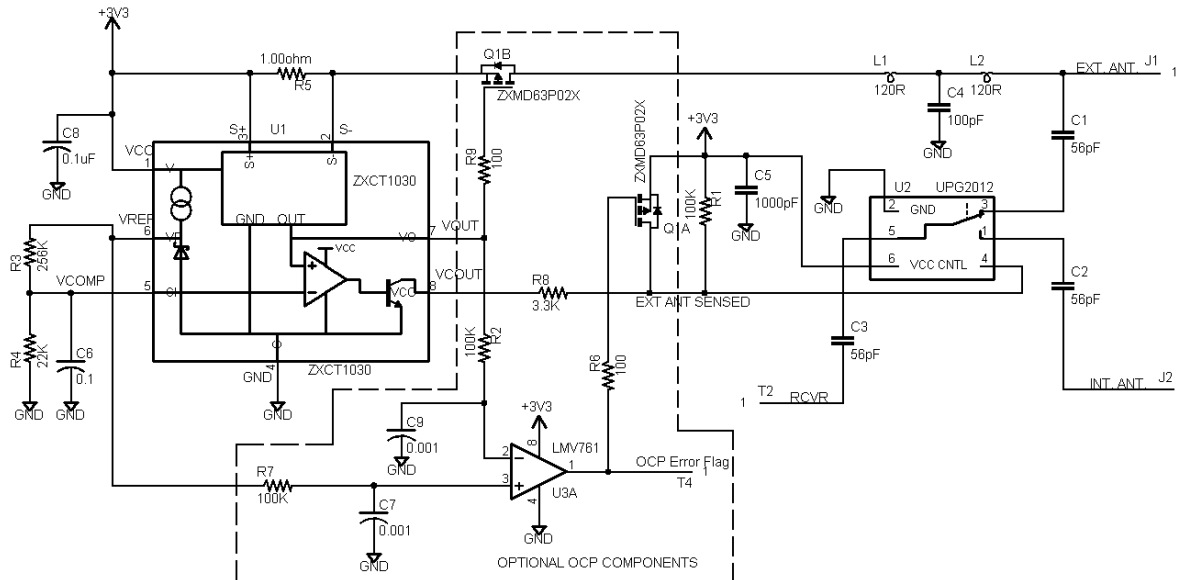 +3V3
1.00ohm
R5
Q1B
ZXMD63P02X
L1
120R
L2
120R
EXT. ANT.
J1
1
C4
100pF
GND
C8
0.1uF
GND
S+
3
U1
S-
2
VCC
1
V
S+
S-
ZXCT1030
GND
OUT
VREF
6
VCC
7
VOUT
VCOUT
8
R9
100
ZXMD63P02X
Q1A
+3V3
R1
100K
C5
1000pF
GND
GND
U2
UPG2012
2
GND
3
5
1
6
VCC
CNTL
4
C1
56pF
C2
56pF
R3
256K
VCOMP
5
R4
22K
C6
0.1
GND
GND
G
4
GND
ZXCT1030
GND
R8
3.3K
EXT ANT SENSED
R2
100K
R6
100
C3
56pF
1
T2
RCVR
INT. ANT.
J2
1
C9
0.001
GND
+3V3
8
LMV761
2
1
3
4
U3A
GND
OCP Error Flag
1
T4
R7
100K
C7
0.001
GND
OPTIONAL OCP COMPONENTS